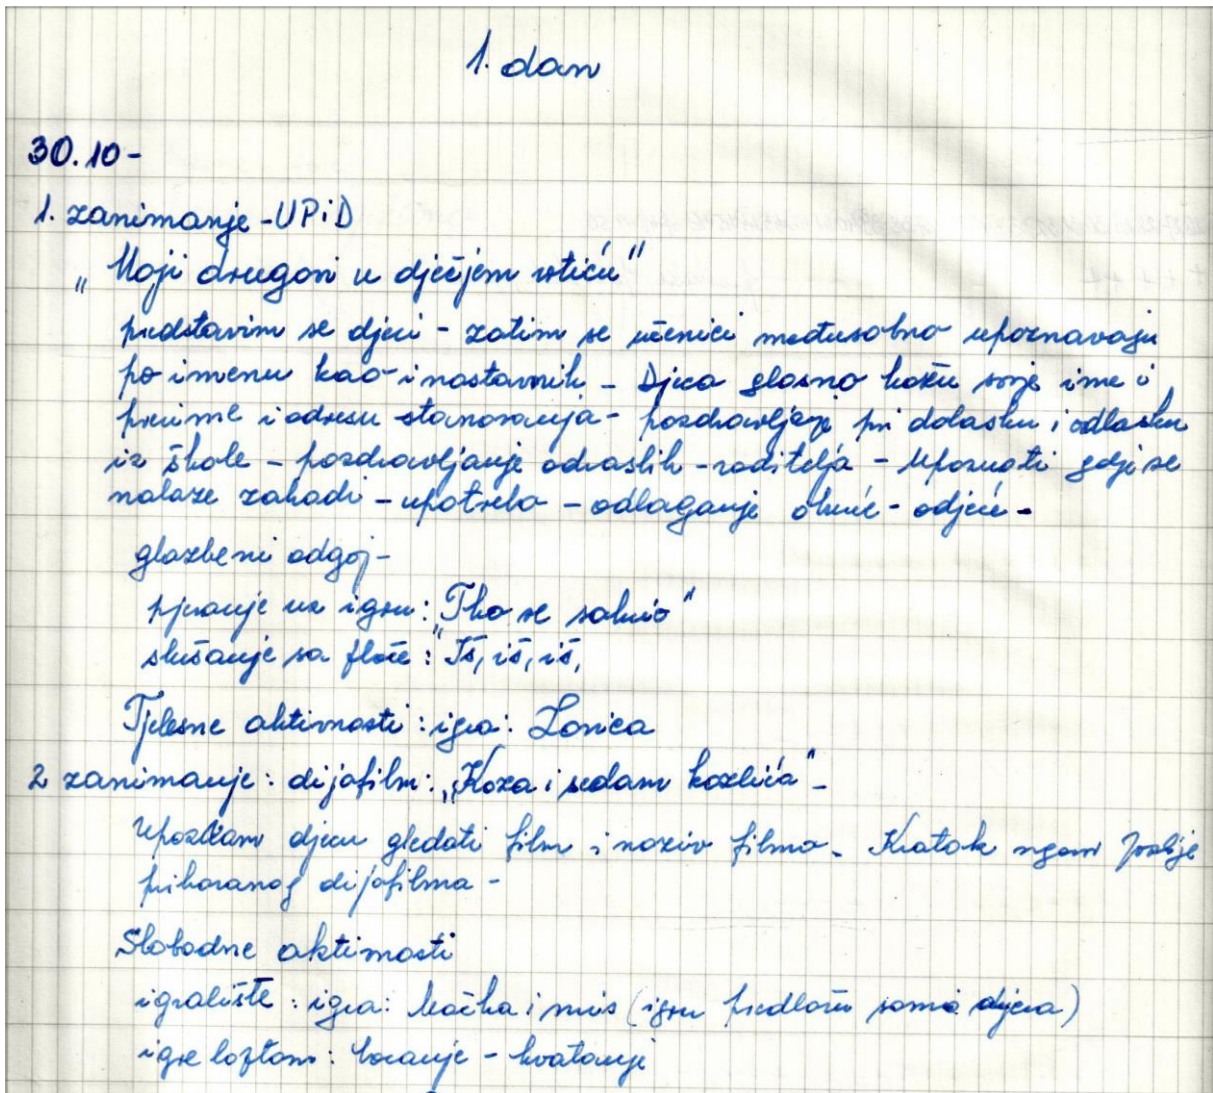 1. dan
30.10-
1. zanimanje - UPiD
„Moji drugovi u dječjem vrtiću"
predstavim se djeci - zatim se učenici međusobno upoznavaju
po imenu kao i nastavnik - Djeca glasno kažu svoje ime i
prezime i adresu stanovanja - pozdravljanje pri dolasku i odlasku
iz škole - pozdravljanje odraslih - roditelja - upoznati gdje se
nalaze zahodi - upotreba - odlaganje obuće - odjeće -
glazbeni odgoj -
pjevanje uz igru: „Tko se sakrio"
slušanje sa ploče: "Iš, iš, iš,
Tjelesne aktivnosti: igra: Lovica
2 zanimanje: dijafilm: „Koza i sedam kozlića" -
djecu gledati film i naziv filma - Kratak poslije
prikazanog dijafilma -
Slobodne aktivnosti
igralište: igra: Mačka i miš (igru predlažu sama djeca)
igre loptom: bacanje - hvatanje